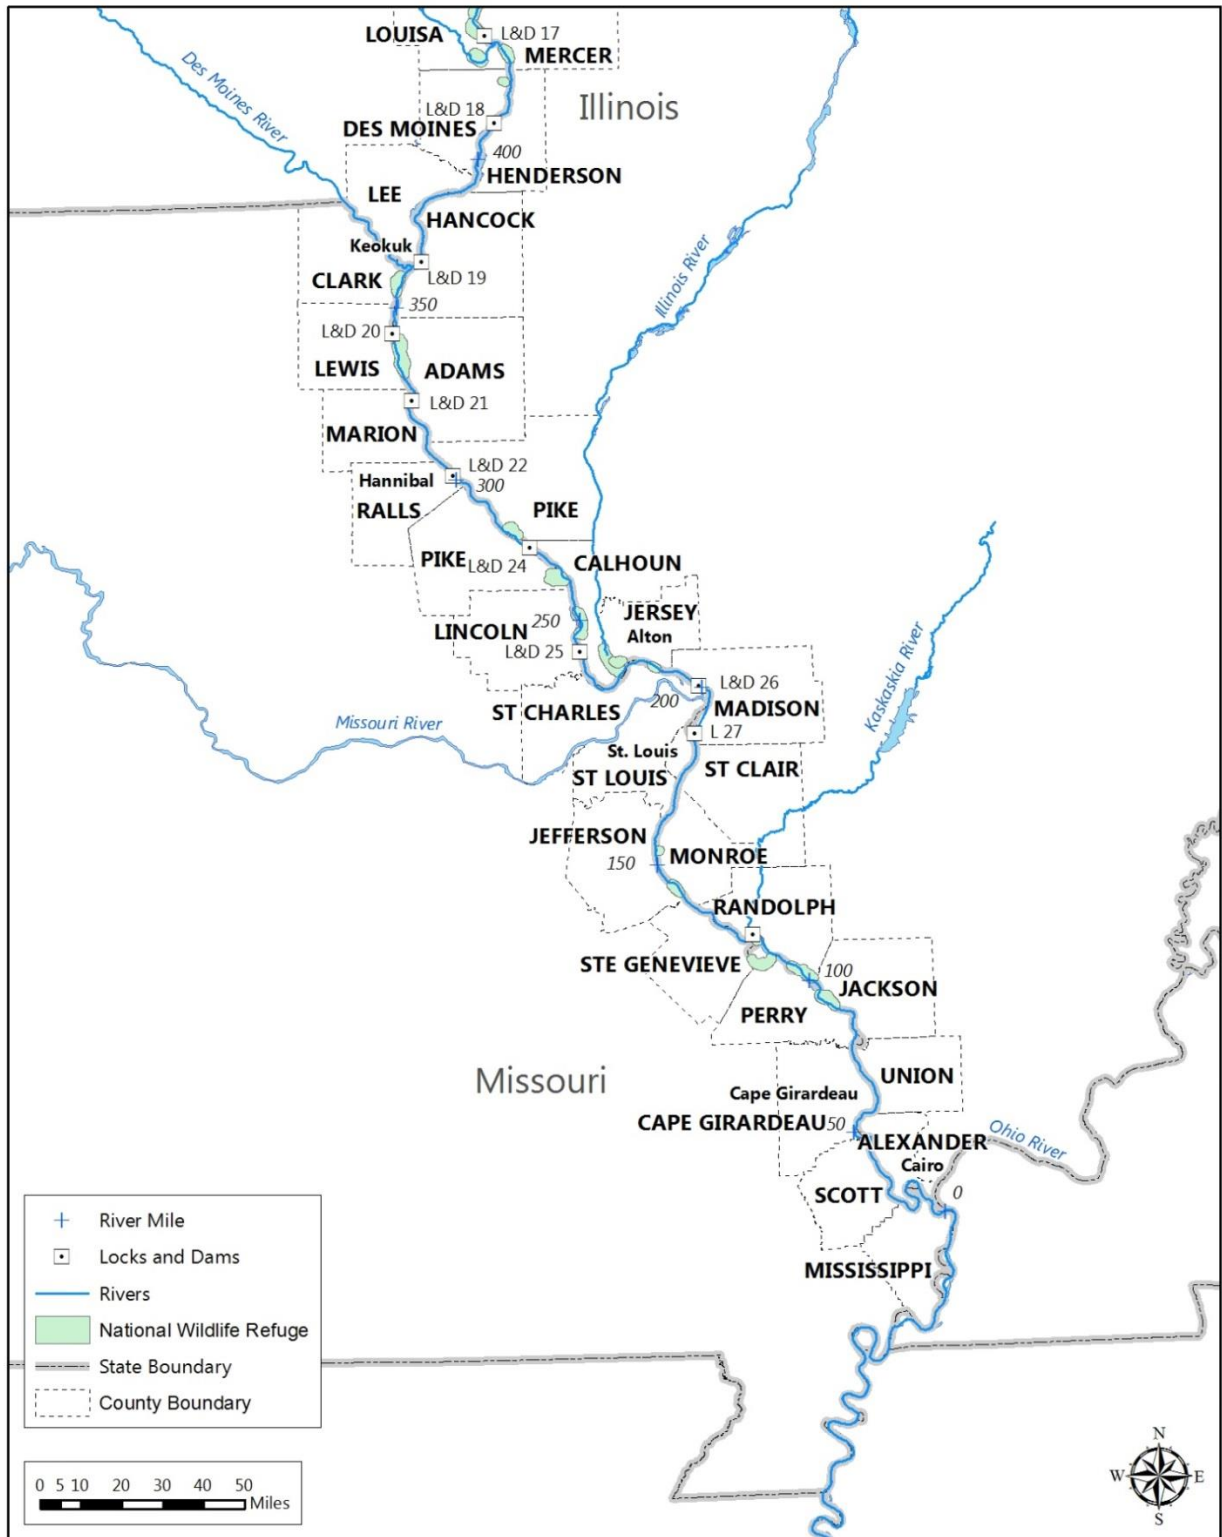 LOUISA
L&D 17
MERCER
Des Moines River
Illinois
L&D 18
DES MOINES
400
HENDERSON
LEE
HANCOCK
Keokuk
L&D 19
CLARK
350
Illinois River
L&D 20
LEWIS
ADAMS
L&D 21
MARION
L&D 22
Hannibal
300
RALLS
PIKE
PIKE
L&D 24
CALHOUN
JERSEY
250
LINCOLN
Alton
L&D 25
Kaskaskia River
L&D 26
200
MADISON
ST CHARLES
Missouri River
L 27
St. Louis
ST LOUIS
ST CLAIR
JEFFERSON
150
MONROE
RANDOLPH
STE GENEVIEVE
100
JACKSON
PERRY
Missouri
UNION
Cape Girardeau
CAPE GIRARDEAU
50
Ohio River
ALEXANDER
Cairo
SCOTT
0
MISSISSIPPI
River Mile
Locks and Dams
Rivers
National Wildlife Refuge
State Boundary
County Boundary
0 5 10 20 30 40 50
Miles
N
W
E
S